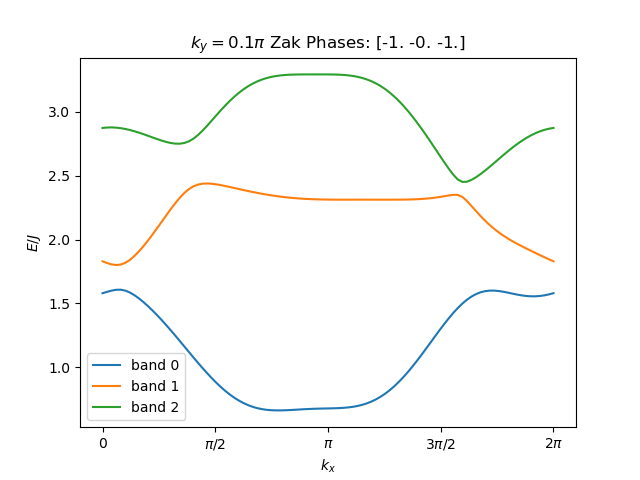 k_y = 0.1π Zak Phases: [-1. -0. -1.]
3.0
2.5
2.0
1.5
1.0
E/J
band 0
band 1
band 2
0
π/2
π
3π/2
2π
k_x